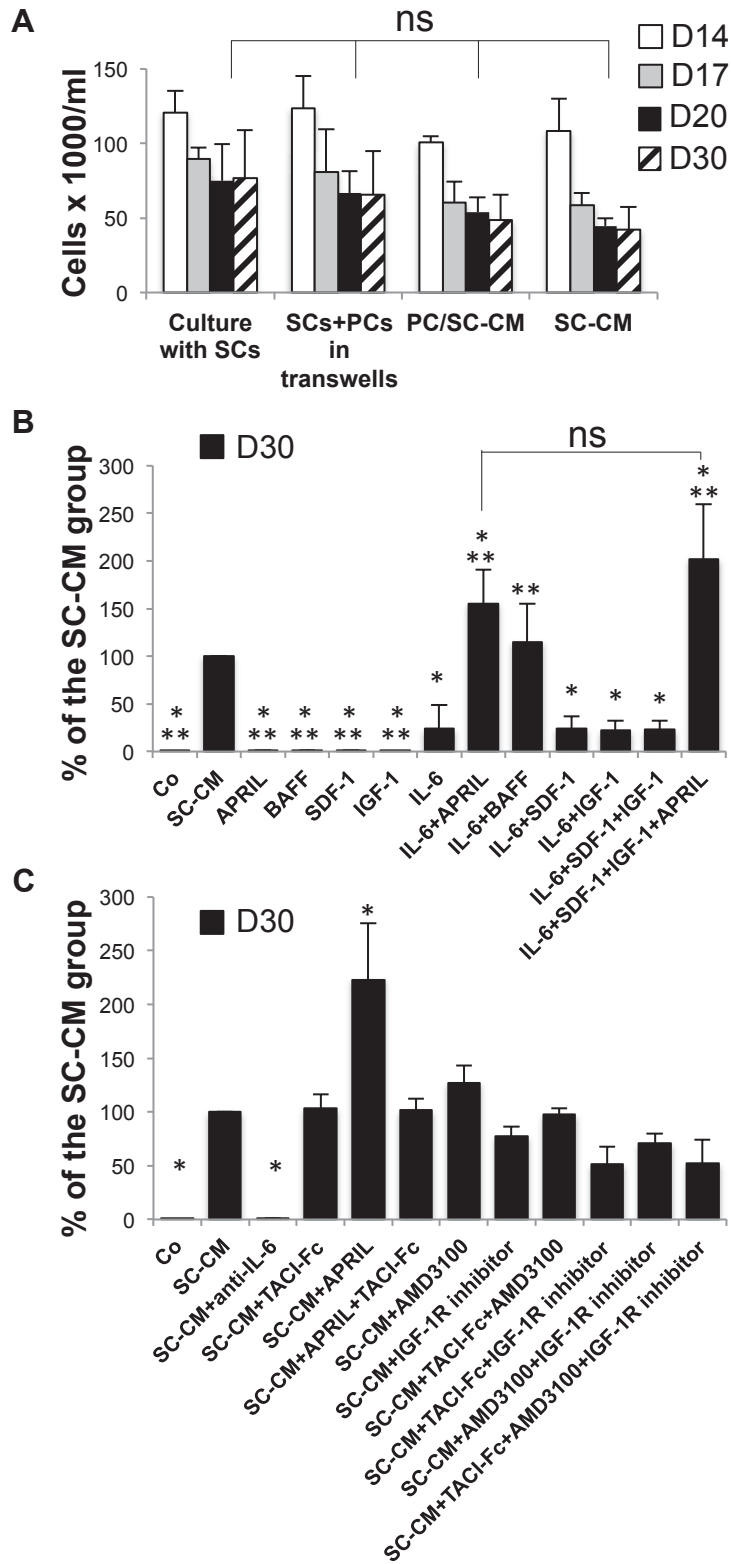 A
ns
D14
D17
D20
D30
Cells x 1000/ml
150
100
50
0
Culture with SCs
SCs+PCs in transwells
PC/SC-CM
SC-CM
B
D30
ns
% of the SC-CM group
300
250
200
150
100
50
0
*
**
*
**
*
**
*
**
*
**
*
*
**
**
*
*
*
*
**
Co
SC-CM
APRIL
BAFF
SDF-1
IGF-1
IL-6
IL-6+APRIL
IL-6+BAFF
IL-6+SDF-1
IL-6+IGF-1
IL-6+SDF-1+IGF-1
IL-6+SDF-1+IGF-1+APRIL
C
D30
% of the SC-CM group
300
250
200
150
100
50
0
*
*
*
Co
SC-CM
SC-CM+anti-IL-6
SC-CM+TACI-Fc
SC-CM+APRIL
SC-CM+APRIL+TACI-Fc
SC-CM+AMD3100
SC-CM+IGF-1R inhibitor
SC-CM+TACI-Fc+AMD3100
SC-CM+TACI-Fc+IGF-1R inhibitor
SC-CM+AMD3100+IGF-1R inhibitor
SC-CM+TACI-Fc+AMD3100+IGF-1R inhibitor